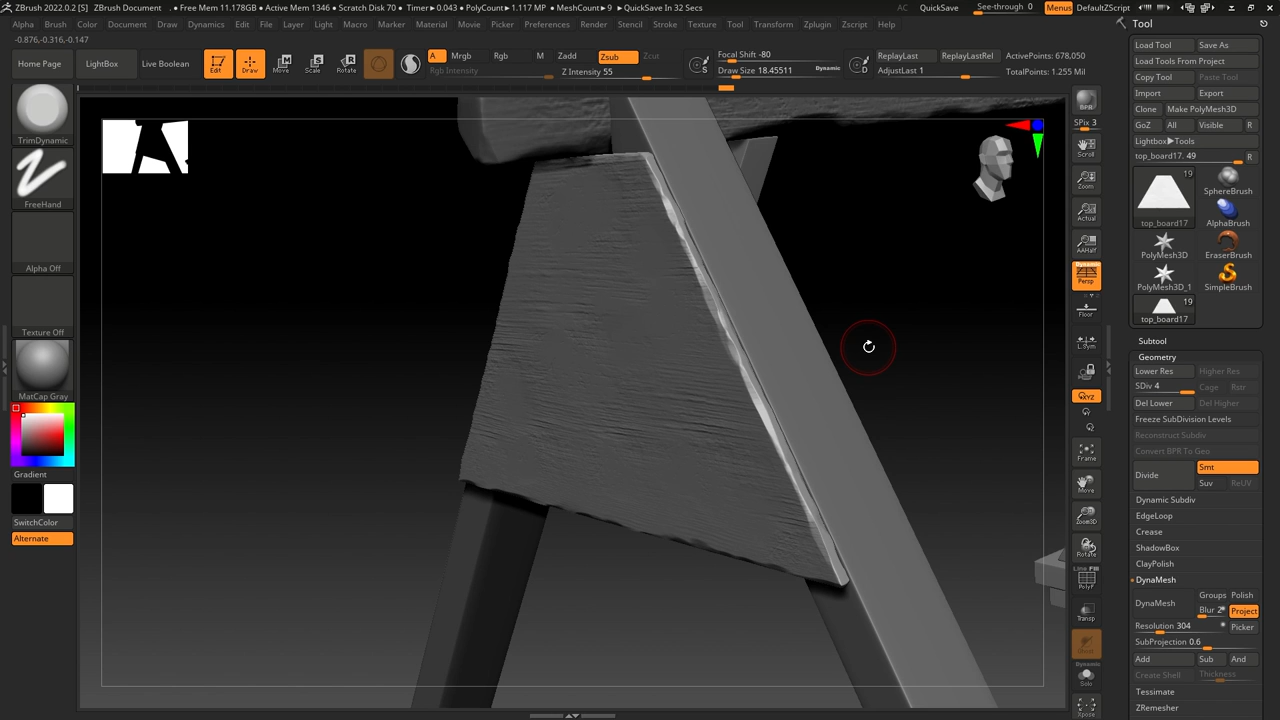 ZBrush 2022.0.2 [S] ZBrush Document . • Free Mem 11.178GB • Active Mem 1346 • Scratch Disk 70 • Timer▸0.043 • PolyCount▸1.117 MP • MeshCount▸9 • QuickSave In 32 Secs AC QuickSave See-through 0 Menus DefaultZScript
Alpha Brush Color Document Draw Dynamics Edit File Layer Light Macro Marker Material Movie Picker Preferences Render Stencil Stroke Texture Tool Transform Zplugin Zscript Help
-0.876,-0.316,-0.147
Tool
Home Page LightBox Live Boolean Edit Draw Move Scale Rotate
A Mrgb Rgb M Zadd Zsub Zcut
Rgb Intensity Z Intensity 55
S Focal Shift -80
Draw Size 18.45511 Dynamic
D ReplayLast ReplayLastRel
AdjustLast 1
ActivePoints: 678,050
TotalPoints: 1.255 Mil
TrimDynamic
FreeHand
Alpha Off
Texture Off
MatCap Gray
Gradient
SwitchColor
Alternate
BPR
SPix 3
Scroll
Zoom
Actual
AAHalf
Dynamic
Persp
Floor
L.Sym
XYZ
Frame
Move
Zoom3D
Rotate
Line Fill
PolyF
Transp
Dynamic
Solo
Xpose
Load Tool Save As
Load Tools From Project
Copy Tool Paste Tool
Import Export
Clone Make PolyMesh3D
GoZ All Visible R
Lightbox▶Tools
top_board17. 49 R
19
top_board17 SphereBrush
AlphaBrush
PolyMesh3D EraserBrush
PolyMesh3D_1 SimpleBrush
19
top_board17
Subtool
Geometry
Lower Res Higher Res
SDiv 4 Cage Rstr
Del Lower Del Higher
Freeze SubDivision Levels
Reconstruct Subdiv
Convert BPR To Geo
Divide Smt
Suv ReUV
Dynamic Subdiv
EdgeLoop
Crease
ShadowBox
ClayPolish
DynaMesh
DynaMesh Groups Polish
Blur 2 Project
Resolution 304 Picker
SubProjection 0.6
Add Sub And
Create Shell Thickness
Tessimate
ZRemesher